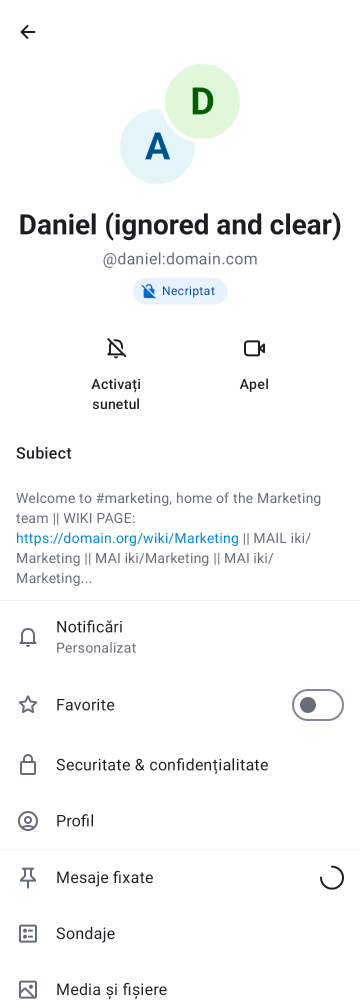 D
A
Daniel (ignored and clear)
@daniel:domain.com
Necriptat
Activați
sunetul
Apel
Subiect
Welcome to #marketing, home of the Marketing
team || WIKI PAGE:
https://domain.org/wiki/Marketing || MAIL iki/
Marketing || MAI iki/Marketing || MAI iki/
Marketing...
Notificări
Personalizat
Favorite
Securitate & confidențialitate
Profil
Mesaje fixate
Sondaje
Media și fișiere